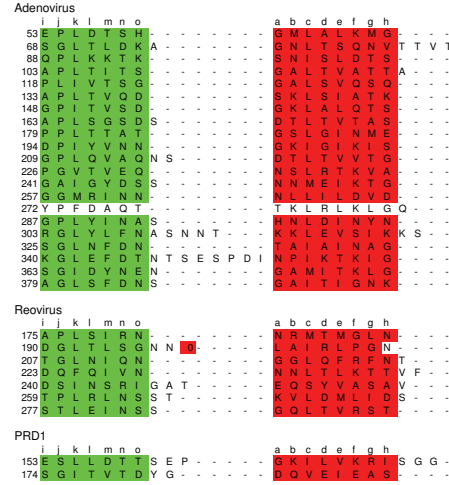 Adenovirus
i j k l m n o a b c d e f g h
53 E P L D T S H - - - - - - - - G M L A L K M G - - - - -
68 S G L T L D K A - - - - - - - G N L T S Q N V T T V T
88 Q P L K K T K - - - - - - - - S N I S L D T S - - - - -
103 A P L T I T S - - - - - - - - G A L T V A T T A - - - -
118 P L I V T S G - - - - - - - - G A L S V Q S Q - - - - -
133 A P L T V Q D - - - - - - - - S K L S I A T K - - - - -
148 G P I T V S D - - - - - - - - G K L A L Q T S - - - - -
163 A P L S G S D S - - - - - - - D T L T V T A S - - - - -
179 P P L T T A T - - - - - - - - G S L G I N M E - - - - -
194 D P I Y V N N - - - - - - - - G K I G I K I S - - - - -
209 G P L Q V A Q N S - - - - - - D T L T V V T G - - - - -
226 P G V T V E Q - - - - - - - - N S L R T K V A - - - - -
241 G A I G Y D S S - - - - - - - N N M E I K T G - - - - -
257 G G M R I N N - - - - - - - - N L L I L D V D - - - - -
272 Y P F D A Q T - - - - - - - - T K L R L K L G Q - - - -
287 G P L Y I N A S - - - - - - - H N L D I N Y N - - - - -
303 R G L Y L F N A S N N T - - - K K L E V S I K K S - - -
325 S G L N F D N - - - - - - - - T A I A I N A G - - - - -
340 K G L E F D T N T S E S P D I N P I K T K I G - - - - -
363 S G I D Y N E N - - - - - - - G A M I T K L G - - - - -
379 A G L S F D N S - - - - - - - G A I T I G N K - - - - -
Reovirus
i j k l m n o a b c d e f g h
175 A P L S I R N - - - - - - - - N R M T M G L N - - - - -
190 D G L T L S G N N 0 - - - - - L A I R L P G N - - - - -
207 T G L N I Q N - - - - - - - - G G L Q F R F N T - - - -
223 D Q F Q I V N - - - - - - - - N N L T L K T T V F - - -
240 D S I N S R I G A T - - - - - E Q S Y V A S A V - - - -
259 T P L R L N S S T - - - - - - K V L D M L I D S - - - -
277 S T L E I N S S - - - - - - - G Q L T V R S T - - - - -
PRD1
i j k l m n o a b c d e f g h
153 E S L L D T T S E P - - - - - G K I L V K R I S G G - -
174 S G I T V T D Y G - - - - - - D Q V E I E A S - - - - -